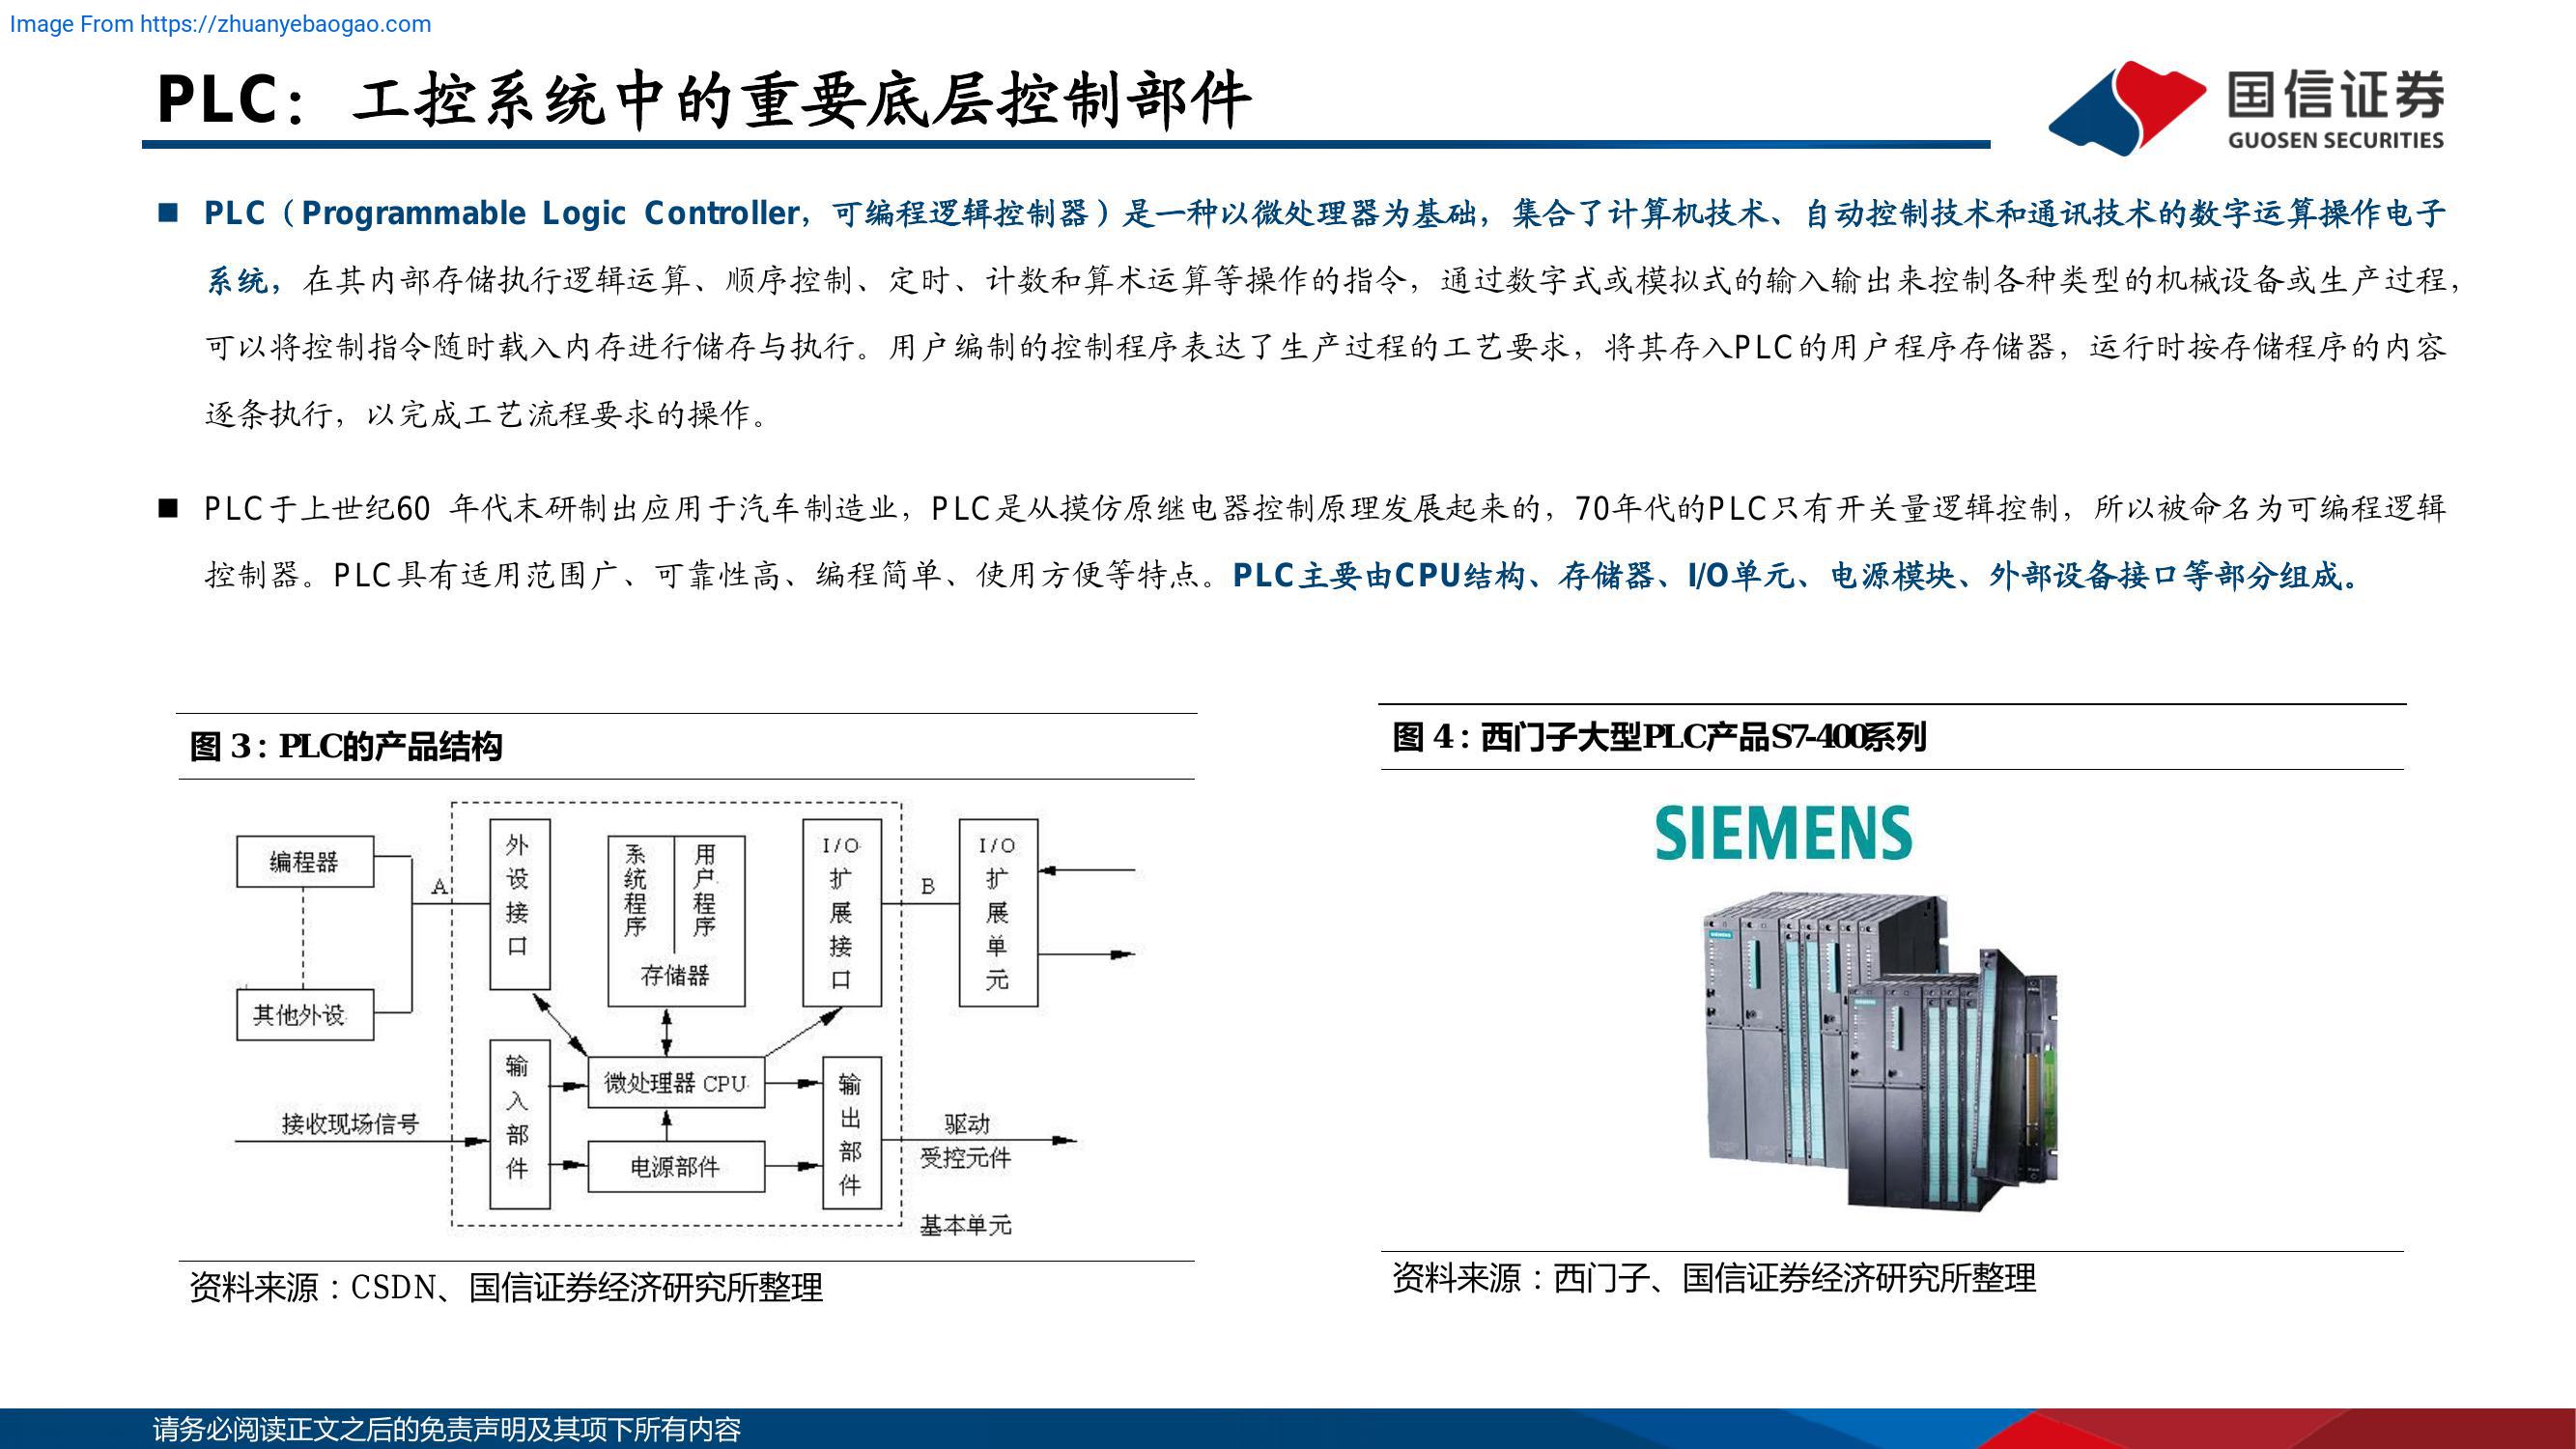 Image From https://zhuanyebaogao.com
PLC：工控系统中的重要底层控制部件
国信证券
GUOSEN SECURITIES
PLC（Programmable Logic Controller，可编程逻辑控制器）是一种以微处理器为基础，集合了计算机技术、自动控制技术和通讯技术的数字运算操作电子
系统，在其内部存储执行逻辑运算、顺序控制、定时、计数和算术运算等操作的指令，通过数字式或模拟式的输入输出来控制各种类型的机械设备或生产过程，
可以将控制指令随时载入内存进行储存与执行。用户编制的控制程序表达了生产过程的工艺要求，将其存入PLC的用户程序存储器，运行时按存储程序的内容
逐条执行，以完成工艺流程要求的操作。
PLC于上世纪60 年代末研制出应用于汽车制造业，PLC是从摸仿原继电器控制原理发展起来的，70年代的PLC只有开关量逻辑控制，所以被命名为可编程逻辑
控制器。PLC具有适用范围广、可靠性高、编程简单、使用方便等特点。PLC主要由CPU结构、存储器、I/O单元、电源模块、外部设备接口等部分组成。
图 3：PLC的产品结构
编程器
其他外设
A
外设接口
系统程序
用户程序
存储器
I/O扩展接口
B
I/O扩展单元
接收现场信号
输入部件
微处理器 CPU
电源部件
输出部件
驱动
受控元件
基本单元
资料来源：CSDN、国信证券经济研究所整理
图 4：西门子大型PLC产品S7-400系列
SIEMENS
资料来源：西门子、国信证券经济研究所整理
请务必阅读正文之后的免责声明及其项下所有内容